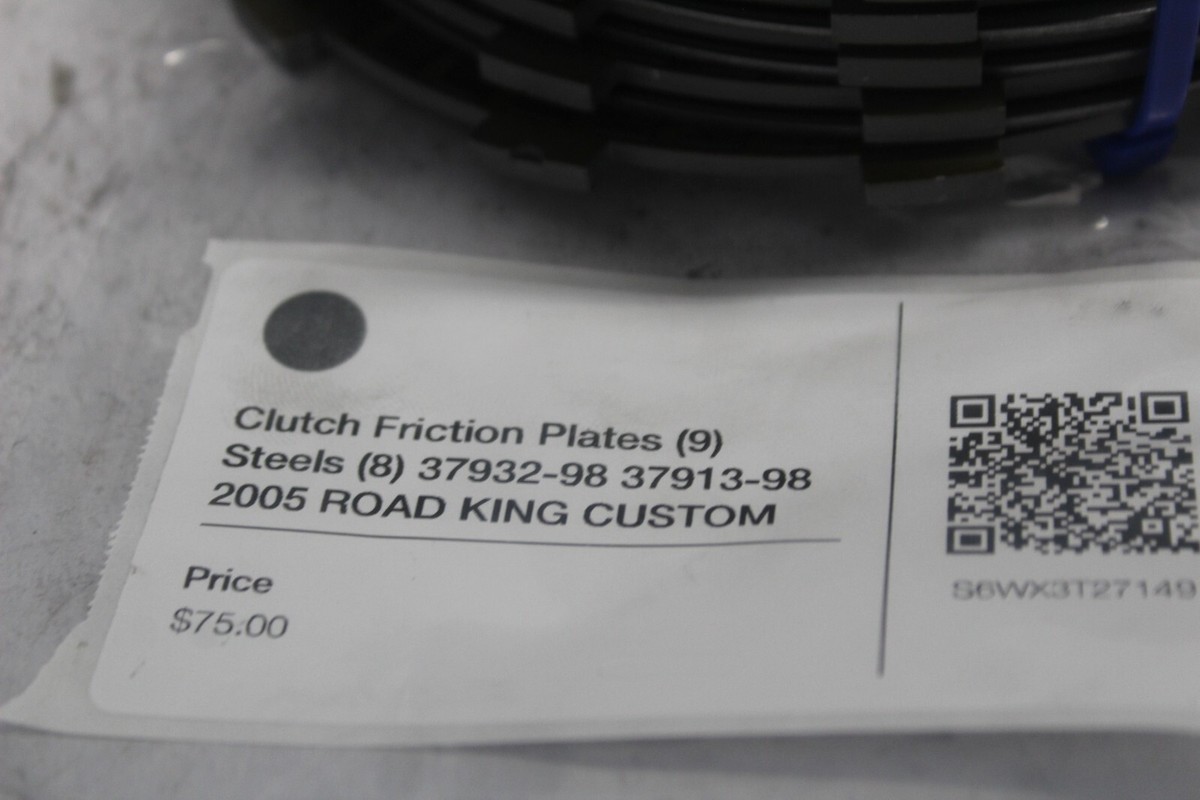 Clutch Friction Plates (9)
Steels (8) 37932-98 37913-98
2005 ROAD KING CUSTOM
Price
$75.00
S6WX3T27149